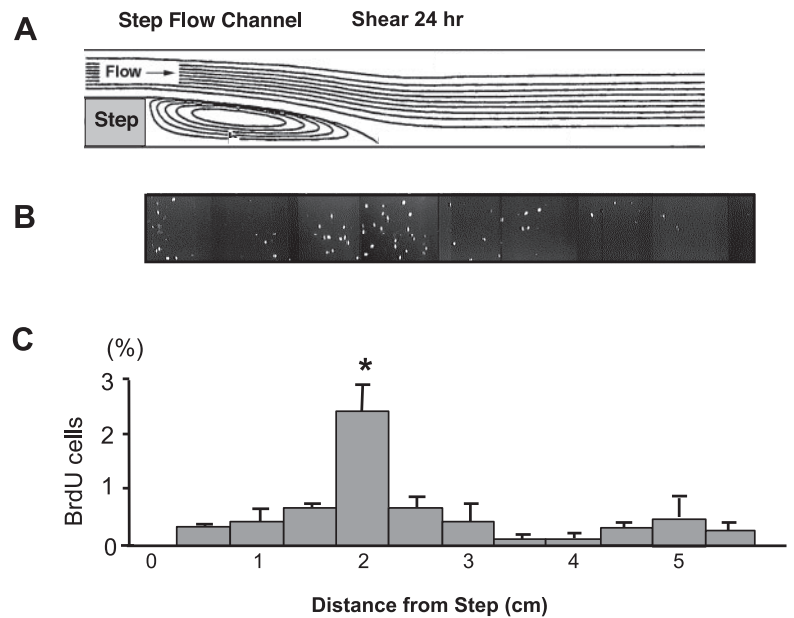 A
Step Flow Channel Shear 24 hr
Flow
Step
B
C
(%)
*
3
2
1
0
BrdU cells
0 1 2 3 4 5
Distance from Step (cm)